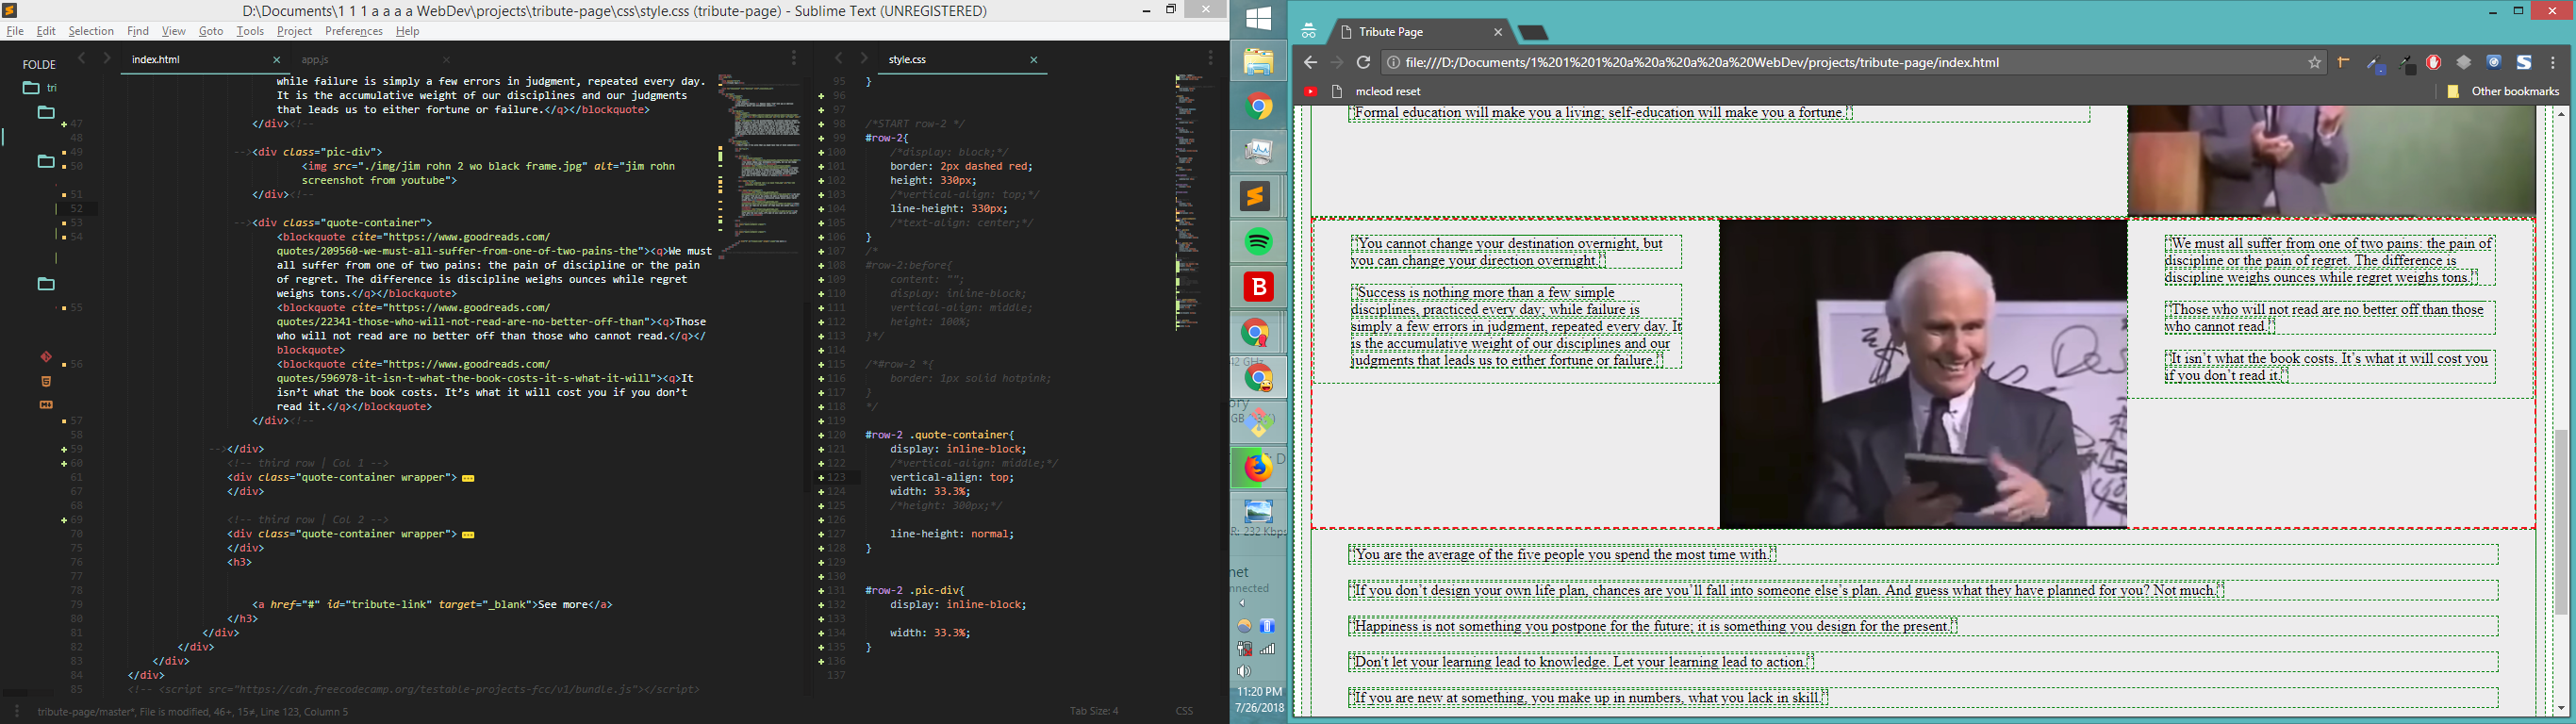 D:\Documents\1 1 1 a a a a WebDev\projects\tribute-page\css\style.css (tribute-page) - Sublime Text (UNREGISTERED)
File Edit Selection Find View Goto Tools Project Preferences Help
FOLDE
tri
index.html
app.js
while failure is simply a few errors in judgment, repeated every day.
It is the accumulative weight of our disciplines and our judgments
that leads us to either fortune or failure.</q></blockquote>
47 </div><!--
48
49 --><div class="pic-div">
50 <img src="./img/jim rohn 2 wo black frame.jpg" alt="jim rohn
screenshot from youtube">
51 </div><!--
52
53 --><div class="quote-container">
54 <blockquote cite="https://www.goodreads.com/
quotes/209560-we-must-all-suffer-from-one-of-two-pains-the"><q>We must
all suffer from one of two pains: the pain of discipline or the pain
of regret. The difference is discipline weighs ounces while regret
weighs tons.</q></blockquote>
55 <blockquote cite="https://www.goodreads.com/
quotes/22341-those-who-will-not-read-are-no-better-off-than"><q>Those
who will not read are no better off than those who cannot read.</q></
blockquote>
56 <blockquote cite="https://www.goodreads.com/
quotes/596978-it-isn-t-what-the-book-costs-it-s-what-it-will"><q>It
isn’t what the book costs. It’s what it will cost you if you don’t
read it.</q></blockquote>
57 </div><!--
58
59 --></div>
60 <!-- third row | Col 1 -->
61 <div class="quote-container wrapper">
67 </div>
68
69 <!-- third row | Col 2 -->
70 <div class="quote-container wrapper">
75 </div>
76 <h3>
77
78
79 <a href="#" id="tribute-link" target="_blank">See more</a>
80 </h3>
81 </div>
82 </div>
83 </div>
84 </div>
85 <!-- <script src="https://cdn.freecodecamp.org/testable-projects-fcc/v1/bundle.js"></script>
style.css
95 }
96
97
98 /*START row-2 */
99 #row-2{
100 /*display: block;*/
101 border: 2px dashed red;
102 height: 330px;
103 /*vertical-align: top;*/
104 line-height: 330px;
105 /*text-align: center;*/
106 }
107 /*
108 #row-2:before{
109 content: "";
110 display: inline-block;
111 vertical-align: middle;
112 height: 100%;
113 }*/
114
115 /*#row-2 *{
116 border: 1px solid hotpink;
117 }
118 */
119
120 #row-2 .quote-container{
121 display: inline-block;
122 /*vertical-align: middle;*/
123 vertical-align: top;
124 width: 33.3%;
125 /*height: 300px;*/
126
127 line-height: normal;
128 }
129
130
131 #row-2 .pic-div{
132 display: inline-block;
133
134 width: 33.3%;
135 }
136
137
tribute-page/master*, File is modified, 46+, 15≠, Line 123, Column 5
Tab Size: 4
CSS
11:20 PM
7/26/2018
Tribute Page
file:///D:/Documents/1%201%201%20a%20a%20a%20a%20WebDev/projects/tribute-page/index.html
mcleod reset
Other bookmarks
“Formal education will make you a living; self-education will make you a fortune.”
“You cannot change your destination overnight, but
you can change your direction overnight.”
“Success is nothing more than a few simple
disciplines, practiced every day; while failure is
simply a few errors in judgment, repeated every day. It
is the accumulative weight of our disciplines and our
judgments that leads us to either fortune or failure.”
“We must all suffer from one of two pains: the pain of
discipline or the pain of regret. The difference is
discipline weighs ounces while regret weighs tons.”
“Those who will not read are no better off than those
who cannot read.”
“It isn’t what the book costs. It’s what it will cost you
if you don’t read it.”
“You are the average of the five people you spend the most time with.”
“If you don’t design your own life plan, chances are you’ll fall into someone else’s plan. And guess what they have planned for you? Not much.”
“Happiness is not something you postpone for the future; it is something you design for the present.”
“Don't let your learning lead to knowledge. Let your learning lead to action.”
“If you are new at something, you make up in numbers, what you lack in skill.”